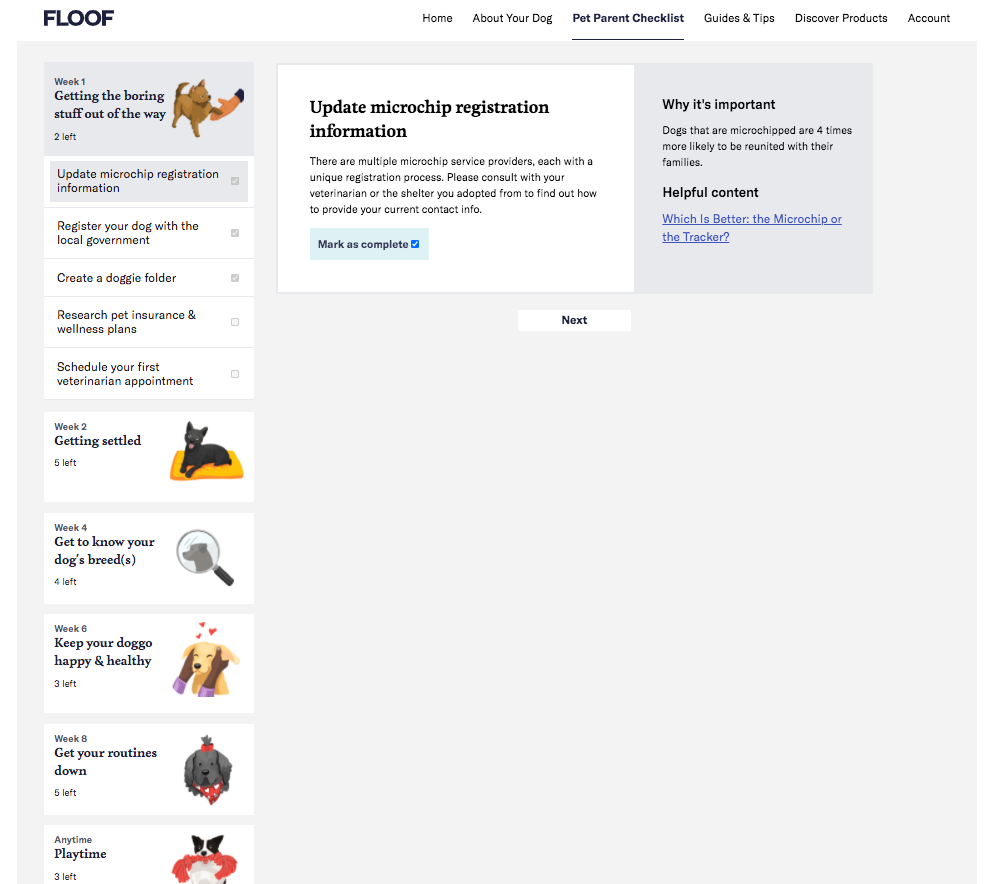 FLOOF
Home About Your Dog Pet Parent Checklist Guides & Tips Discover Products Account
Week 1
Getting the boring
stuff out of the way
2 left
Update microchip registration
information
Register your dog with the
local government
Create a doggie folder
Research pet insurance &
wellness plans
Schedule your first
veterinarian appointment
Week 2
Getting settled
5 left
Week 4
Get to know your
dog's breed(s)
4 left
Week 6
Keep your doggo
happy & healthy
3 left
Week 8
Get your routines
down
5 left
Anytime
Playtime
3 left
Update microchip registration
information
There are multiple microchip service providers, each with a
unique registration process. Please consult with your
veterinarian or the shelter you adopted from to find out how
to provide your current contact info.
Mark as complete
Why it's important
Dogs that are microchipped are 4 times
more likely to be reunited with their
families.
Helpful content
Which Is Better: the Microchip or
the Tracker?
Next